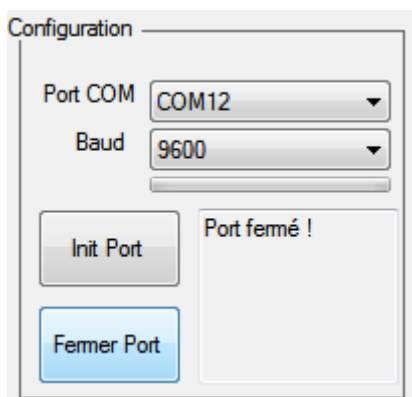 Configuration
Port COM
COM12
Baud
9600
Init Port
Port fermé !
Fermer Port